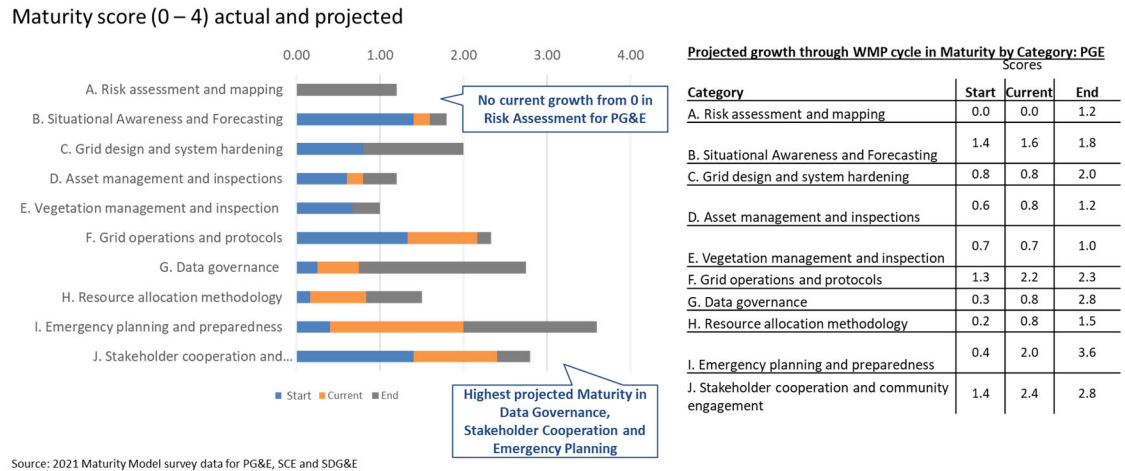 Maturity score (0 – 4) actual and projected
0.00 1.00 2.00 3.00 4.00
A. Risk assessment and mapping
B. Situational Awareness and Forecasting
C. Grid design and system hardening
D. Asset management and inspections
E. Vegetation management and inspection
F. Grid operations and protocols
G. Data governance
H. Resource allocation methodology
I. Emergency planning and preparedness
J. Stakeholder cooperation and...
No current growth from 0 in
Risk Assessment for PG&E
Start Current End
Highest projected Maturity in
Data Governance,
Stakeholder Cooperation and
Emergency Planning
Projected growth through WMP cycle in Maturity by Category: PGE
Scores
Category Start Current End
A. Risk assessment and mapping 0.0 0.0 1.2
B. Situational Awareness and Forecasting 1.4 1.6 1.8
C. Grid design and system hardening 0.8 0.8 2.0
D. Asset management and inspections 0.6 0.8 1.2
E. Vegetation management and inspection 0.7 0.7 1.0
F. Grid operations and protocols 1.3 2.2 2.3
G. Data governance 0.3 0.8 2.8
H. Resource allocation methodology 0.2 0.8 1.5
I. Emergency planning and preparedness 0.4 2.0 3.6
J. Stakeholder cooperation and community
engagement 1.4 2.4 2.8
Source: 2021 Maturity Model survey data for PG&E, SCE and SDG&E